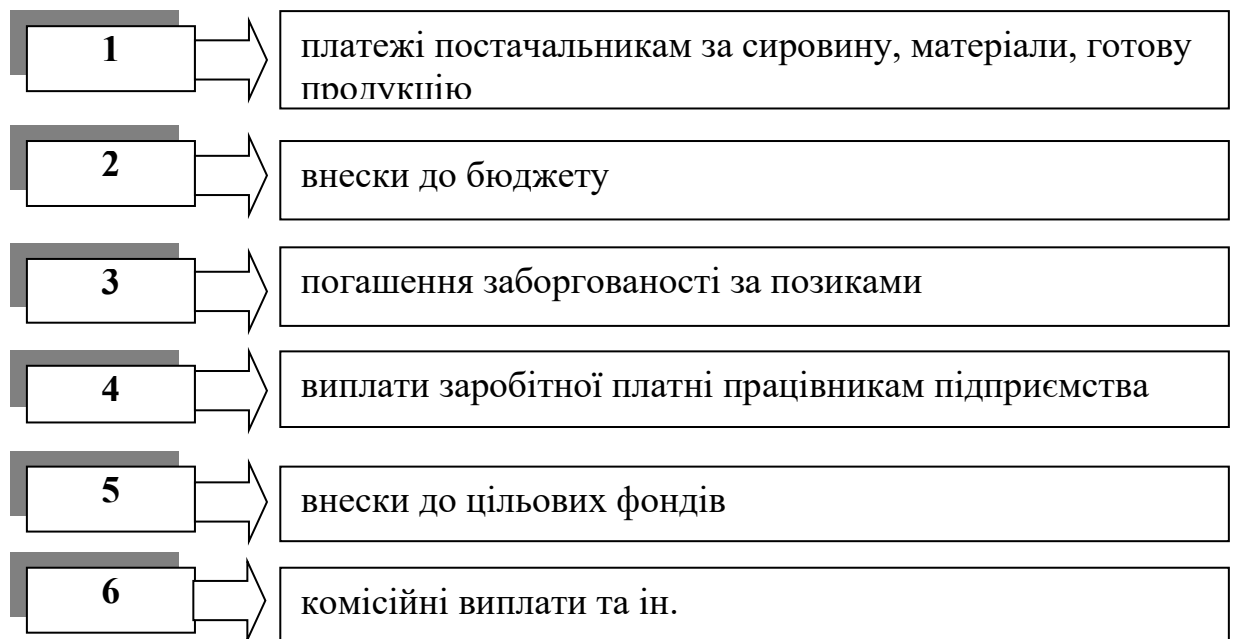 1
платежі постачальникам за сировину, матеріали, готову
продукцію
2
внески до бюджету
3
погашення заборгованості за позиками
4
виплати заробітної платні працівникам підприємства
5
внески до цільових фондів
6
комісійні виплати та ін.